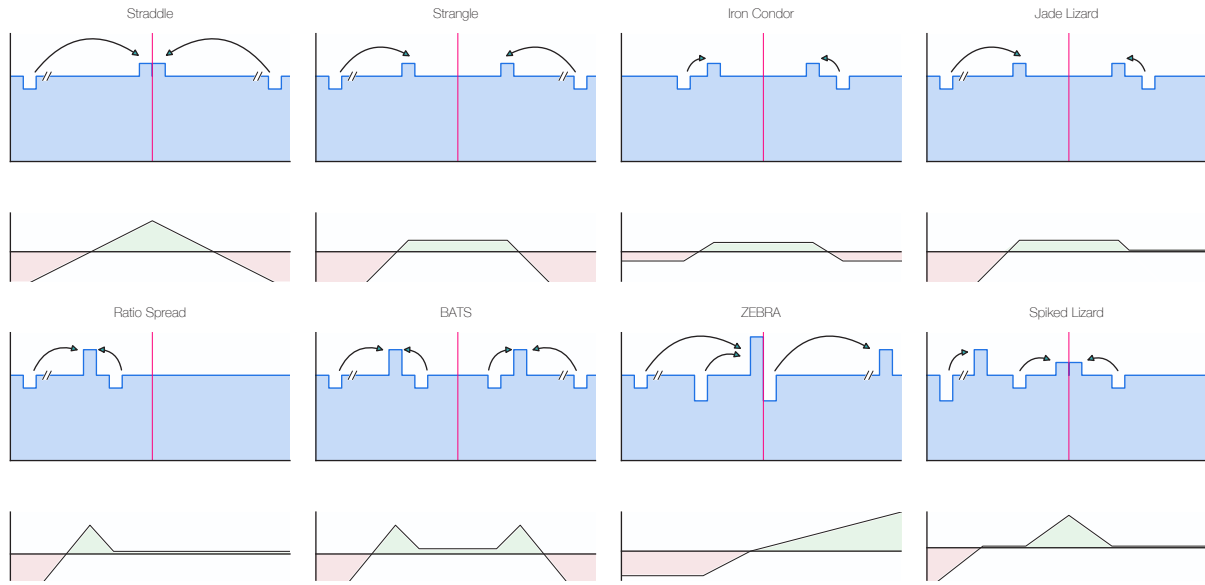 Straddle
Strangle
Iron Condor
Jade Lizard
Ratio Spread
BATS
ZEBRA
Spiked Lizard